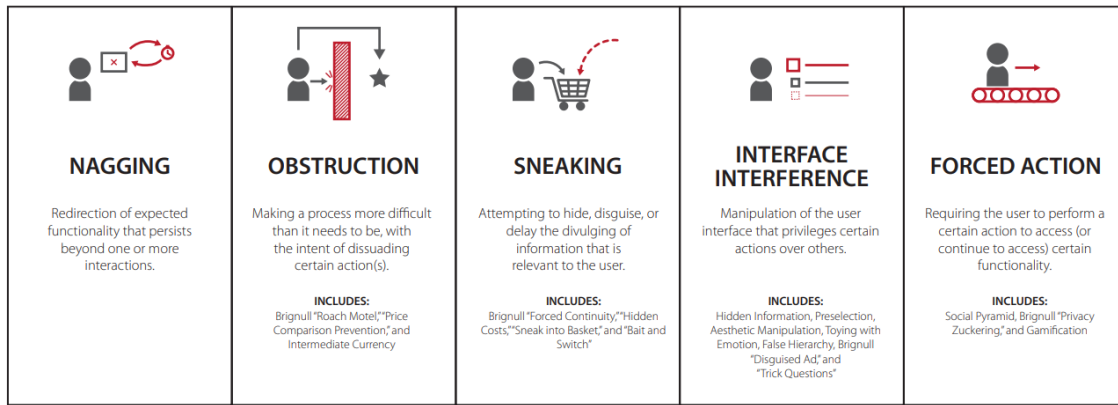 NAGGING
Redirection of expected
functionality that persists
beyond one or more
interactions.
OBSTRUCTION
Making a process more difficult
than it needs to be, with
the intent of dissuading
certain action(s).
INCLUDES:
Brignull “Roach Motel,” “Price
Comparison Prevention,” and
Intermediate Currency
SNEAKING
Attempting to hide, disguise, or
delay the divulging of
information that is
relevant to the user.
INCLUDES:
Brignull “Forced Continuity,” “Hidden
Costs,” “Sneak into Basket,” and “Bait and
Switch”
INTERFACE
INTERFERENCE
Manipulation of the user
interface that privileges certain
actions over others.
INCLUDES:
Hidden Information, Preselection,
Aesthetic Manipulation, Toying with
Emotion, False Hierarchy, Brignull
“Disguised Ad,” and
“Trick Questions”
FORCED ACTION
Requiring the user to perform a
certain action to access (or
continue to access) certain
functionality.
INCLUDES:
Social Pyramid, Brignull “Privacy
Zuckering,” and Gamification